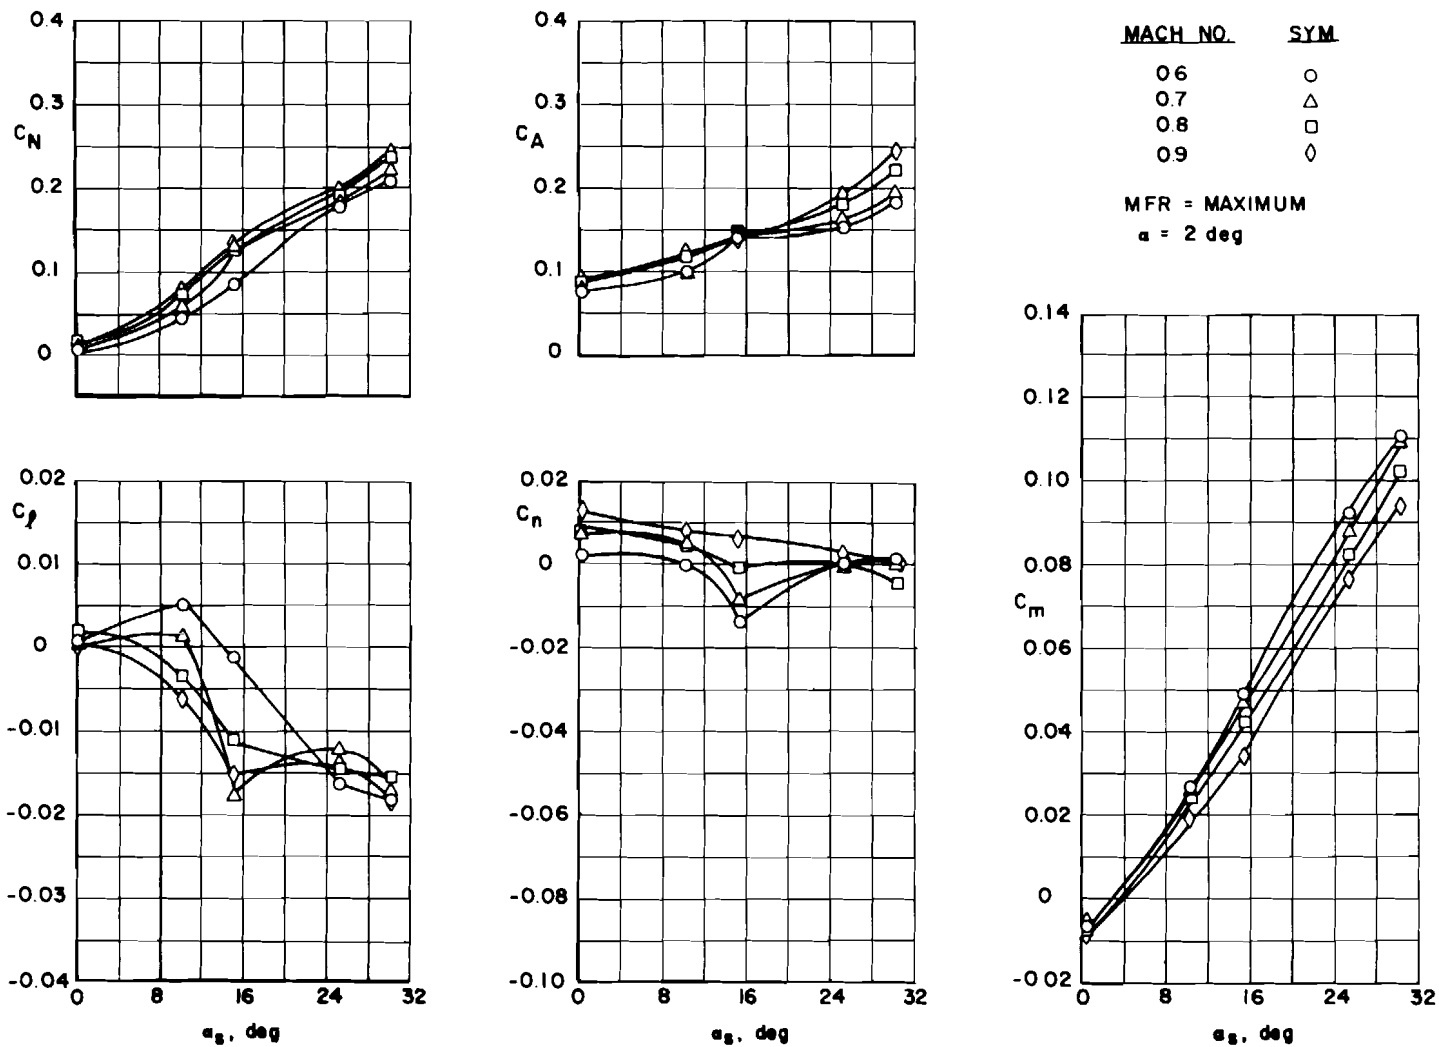 0.4
0.3
C_N
0.2
0.1
0
0.4
0.3
C_A
0.2
0.1
0
MACH NO. SYM
0.6
0.7
0.8
0.9
MFR = MAXIMUM
α = 2 deg
0.02
C_ℓ
0.01
0
-0.01
-0.02
-0.03
-0.04
0 8 16 24 32
α_s, deg
0.02
C_n
0
-0.02
-0.04
-0.06
-0.08
-0.10
0 8 16 24 32
α_s, deg
0.14
0.12
0.10
0.08
C_m
0.06
0.04
0.02
0
-0.02
0 8 16 24 32
α_s, deg